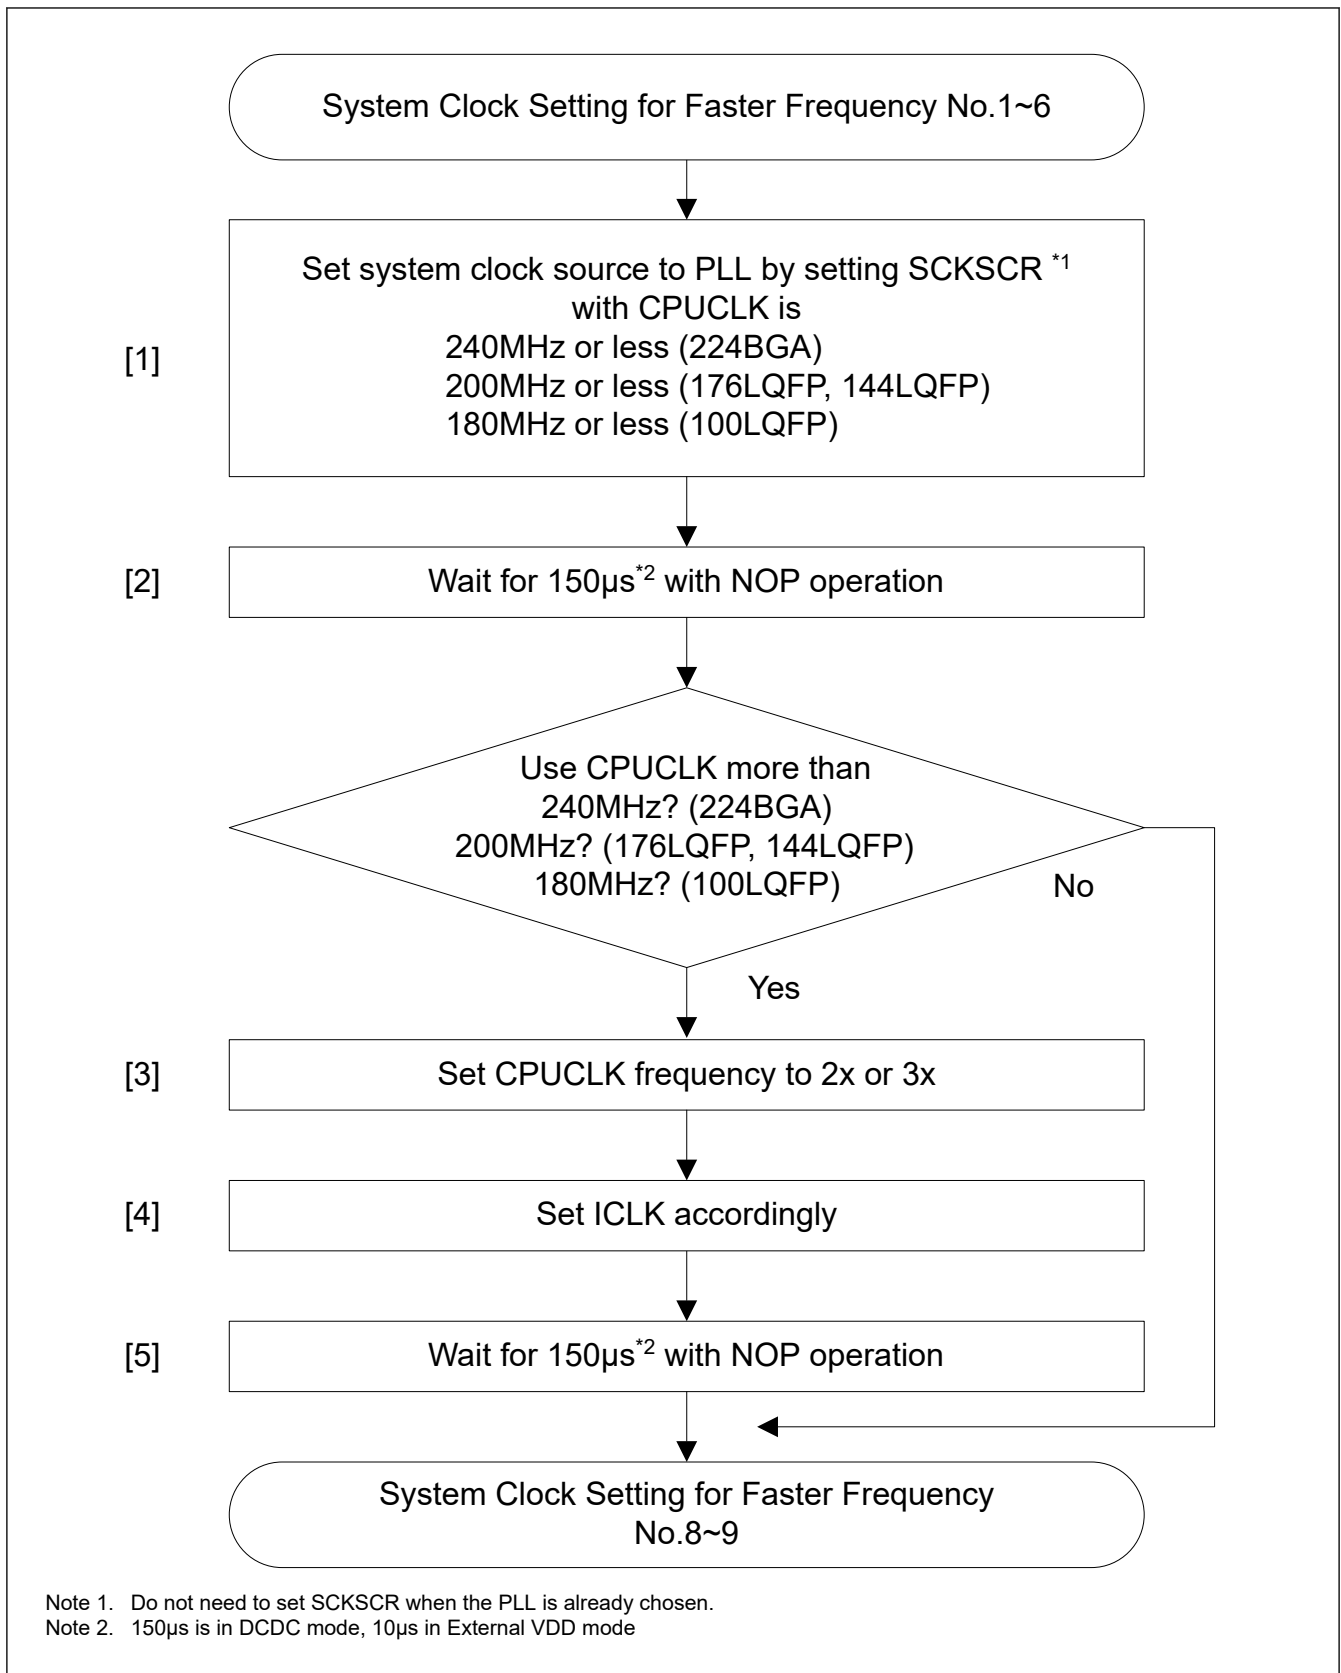 System Clock Setting for Faster Frequency No.1~6
[1]
Set system clock source to PLL by setting SCKSCR *1
with CPUCLK is
240MHz or less (224BGA)
200MHz or less (176LQFP, 144LQFP)
180MHz or less (100LQFP)
[2]
Wait for 150µs*2 with NOP operation
Use CPUCLK more than
240MHz? (224BGA)
200MHz? (176LQFP, 144LQFP)
180MHz? (100LQFP)
No
Yes
[3]
Set CPUCLK frequency to 2x or 3x
[4]
Set ICLK accordingly
[5]
Wait for 150µs*2 with NOP operation
System Clock Setting for Faster Frequency
No.8~9
Note 1. Do not need to set SCKSCR when the PLL is already chosen.
Note 2. 150µs is in DCDC mode, 10µs in External VDD mode